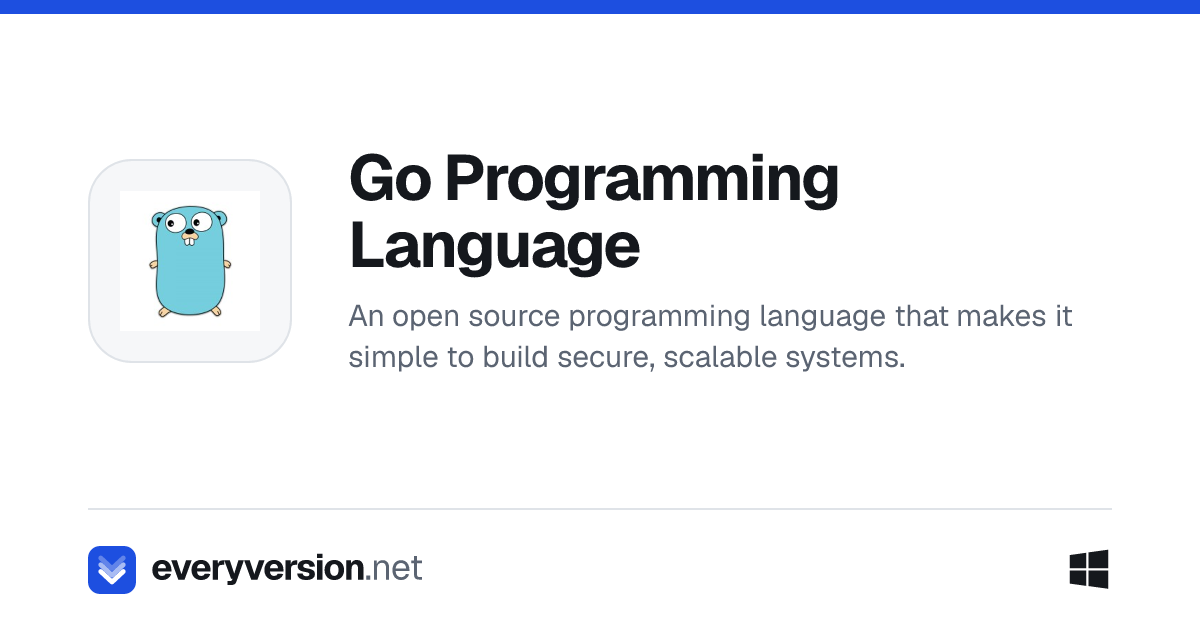 Go Programming
Language
An open source programming language that makes it
simple to build secure, scalable systems.
everyversion.net